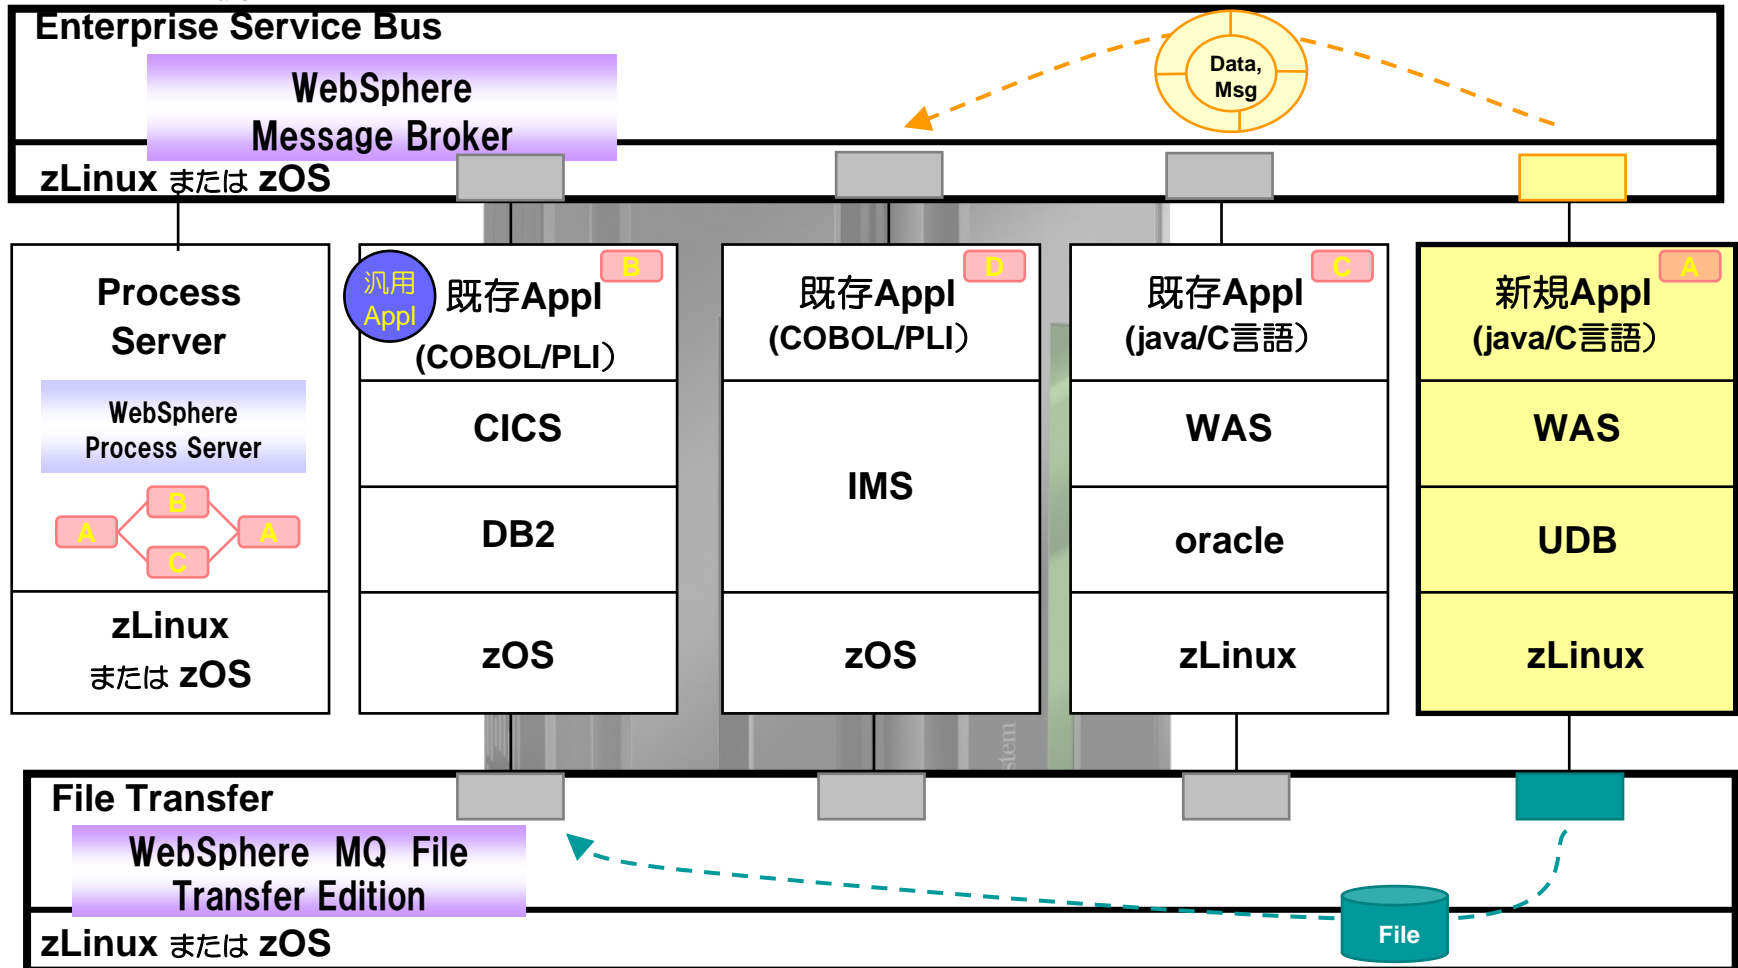 Enterprise Service Bus
WebSphere
Message Broker
Data,
Msg
zLinux または zOS
Process
Server
WebSphere
Process Server
B
A
A
C
zLinux
または zOS
汎用
Appl
B
既存Appl
(COBOL/PLI）
CICS
DB2
zOS
D
既存Appl
(COBOL/PLI）
IMS
zOS
C
既存Appl
(java/C言語）
WAS
oracle
zLinux
A
新規Appl
(java/C言語）
WAS
UDB
zLinux
stem
File Transfer
WebSphere MQ File
Transfer Edition
File
zLinux または zOS